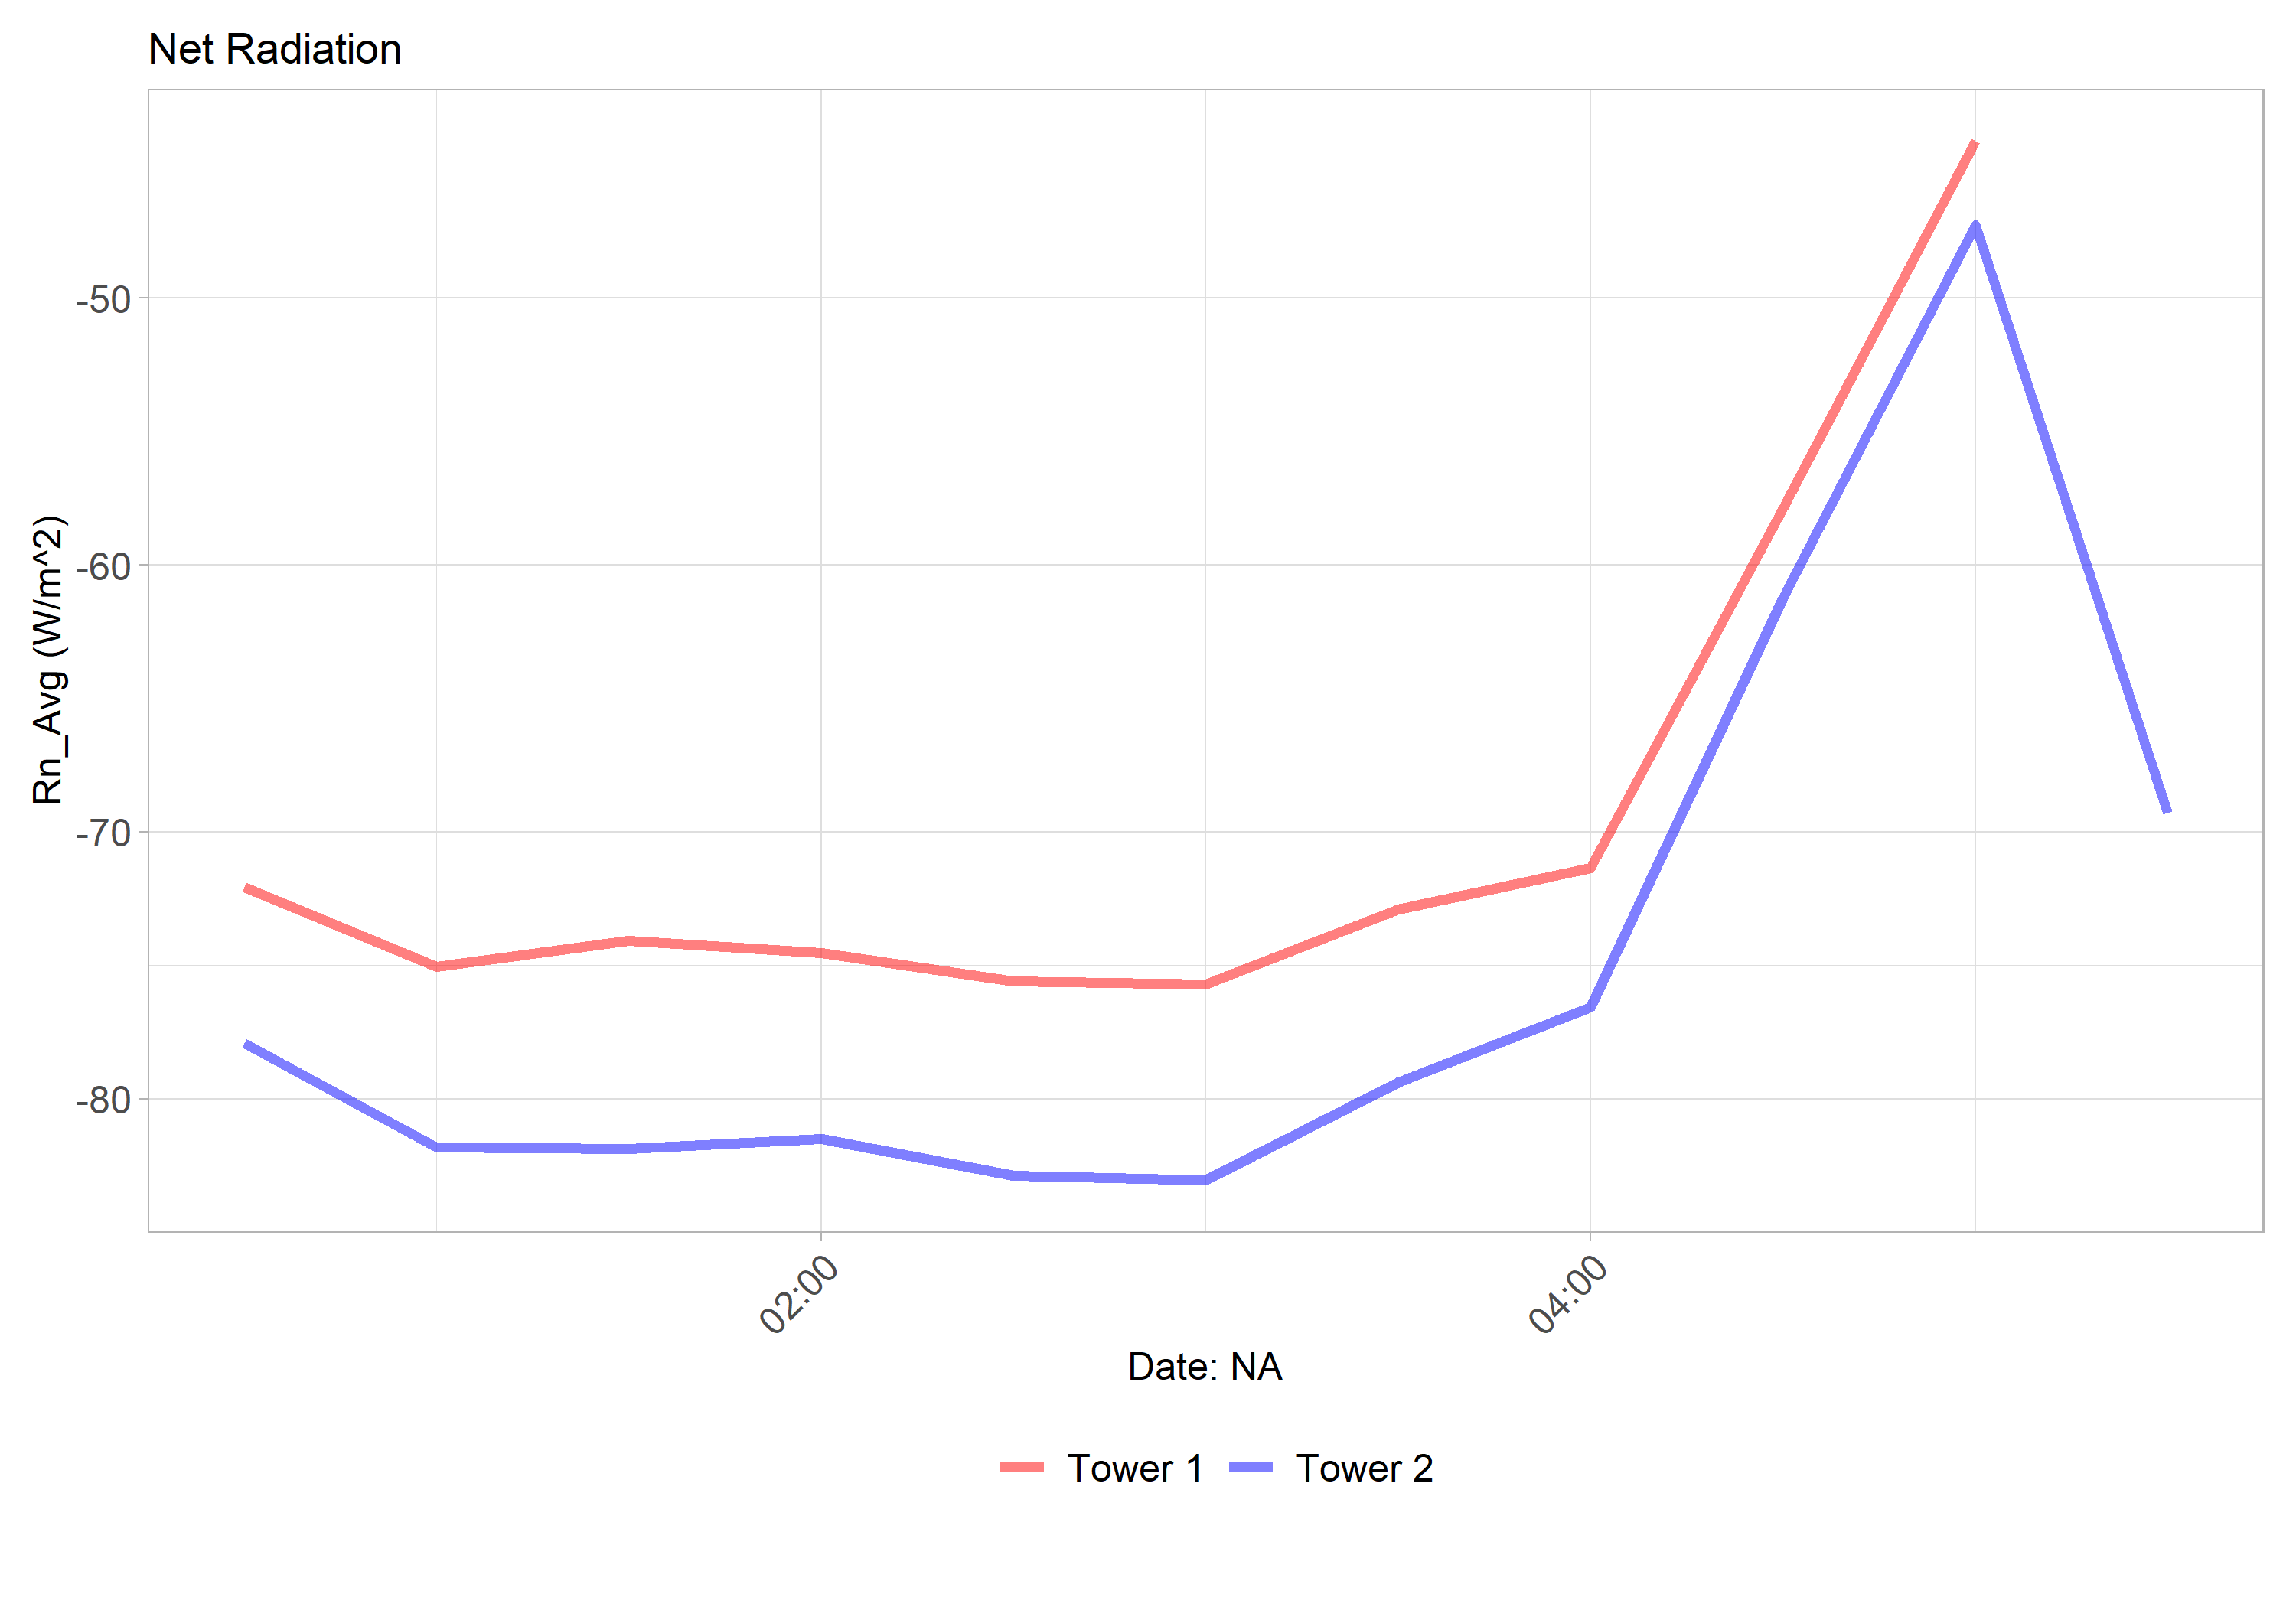 Net Radiation
Rn_Avg (W/m^2)
-50
-60
-70
-80
02:00
04:00
Date: NA
Tower 1
Tower 2